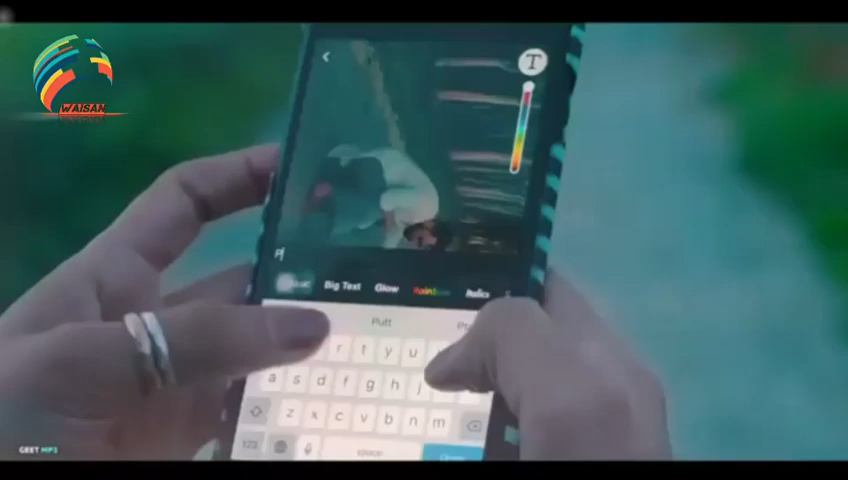 WAISAN
T
P
Big Text Glow Rainbow Italics
Putt
r t y u
a s d f g h j
z x c v b n m
123 space
GEET MP3